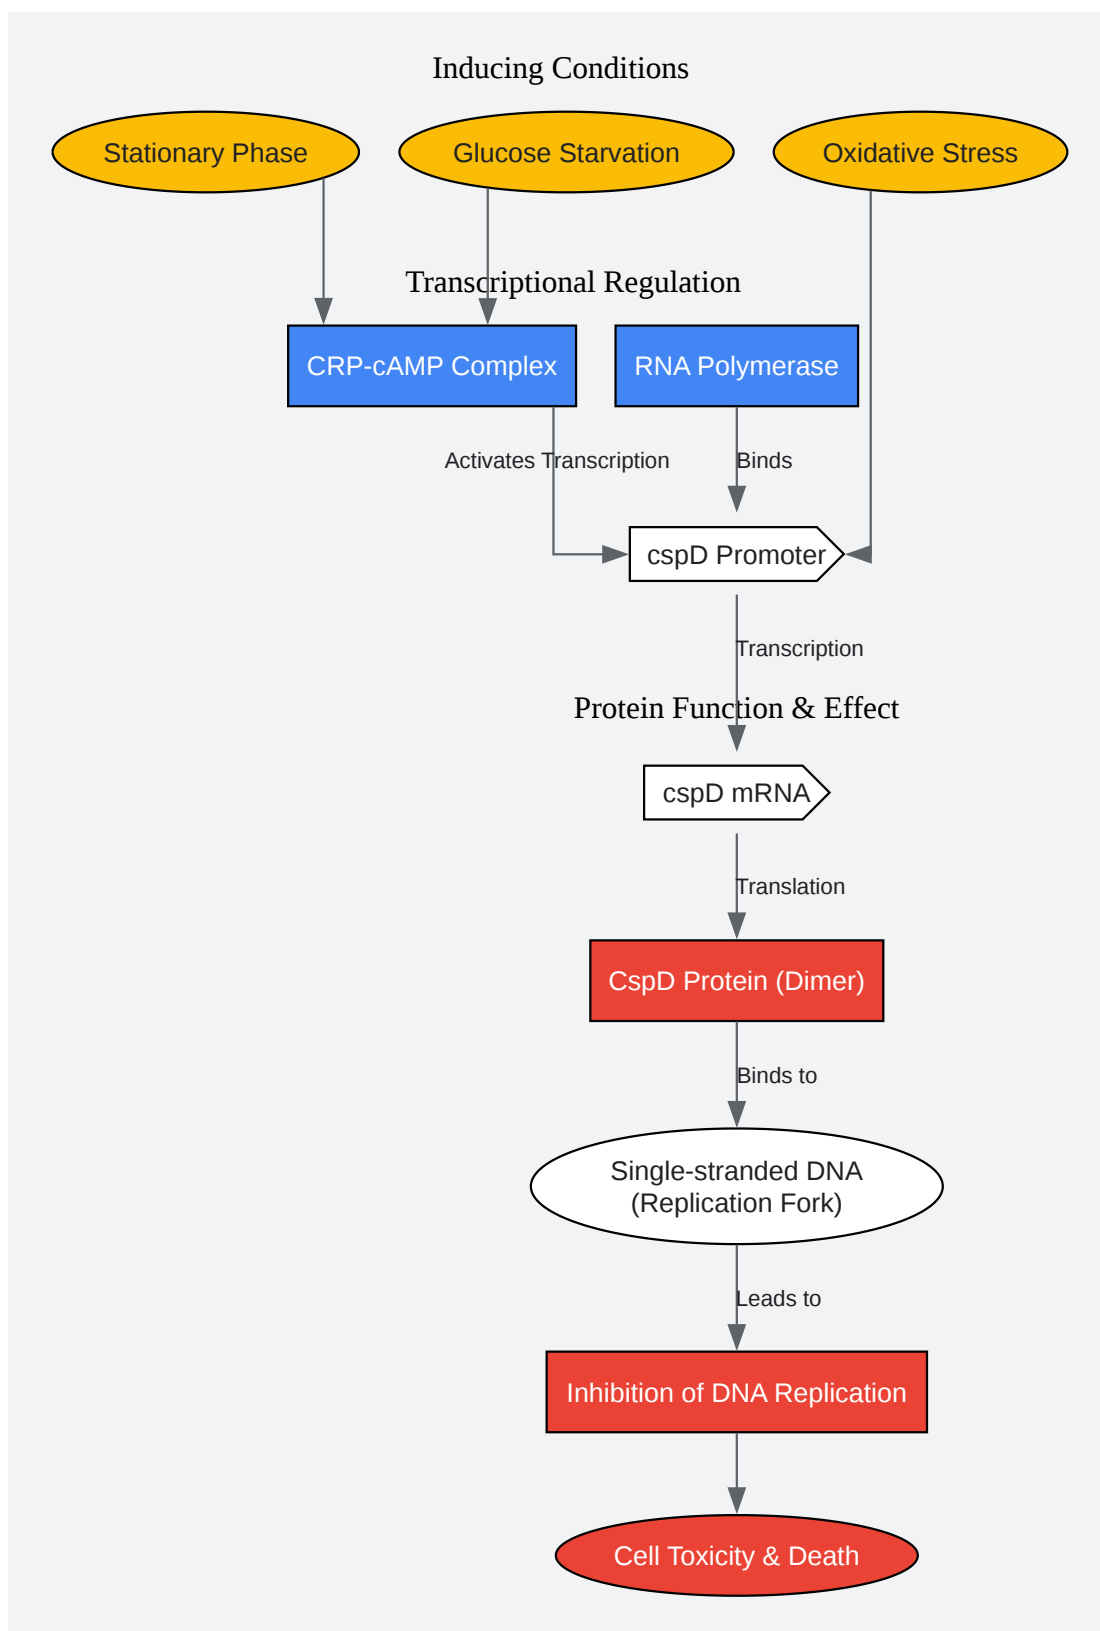 Inducing Conditions
Stationary Phase
Glucose Starvation
Oxidative Stress
Transcriptional Regulation
CRP-cAMP Complex
RNA Polymerase
Activates Transcription
Binds
cspD Promoter
Transcription
Protein Function & Effect
cspD mRNA
Translation
CspD Protein (Dimer)
Binds to
Single-stranded DNA
(Replication Fork)
Leads to
Inhibition of DNA Replication
Cell Toxicity & Death